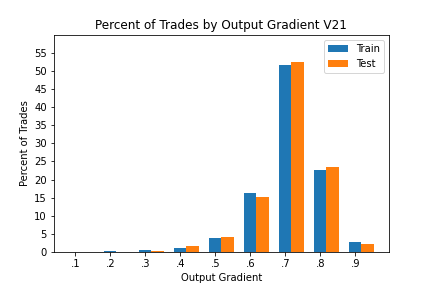 Percent of Trades by Output Gradient V21
Train
Test
Percent of Trades
55
50
45
40
35
30
25
20
15
10
5
0
.1 .2 .3 .4 .5 .6 .7 .8 .9
Output Gradient